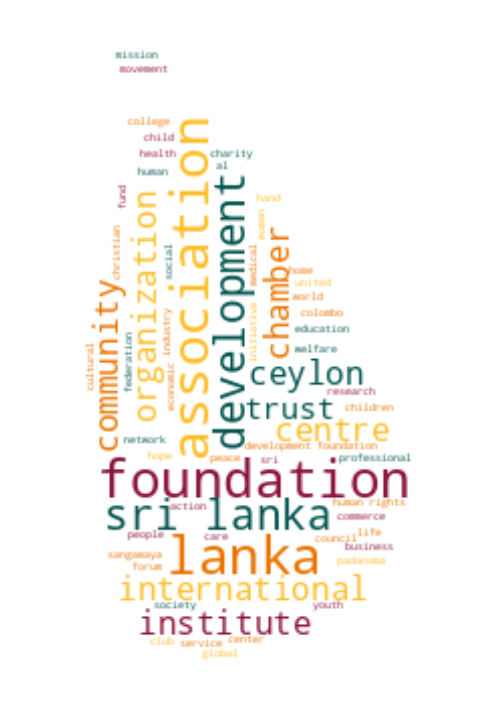 mission
movement
college
child
health
charity
al
human
fund
association
development
organization
hand
women
christian
social
medical
chamber
home
united
world
community
industry
initiative
colombo
education
federation
economic
cultural
welfare
ceylon
research
trust
children
centre
network
development foundation
hope
peace
sri
professional
foundation
human rights
action
sri lanka
commerce
people
care
council
life
business
sangamaya
lanka
padanama
forum
international
society
youth
institute
club
service
center
global